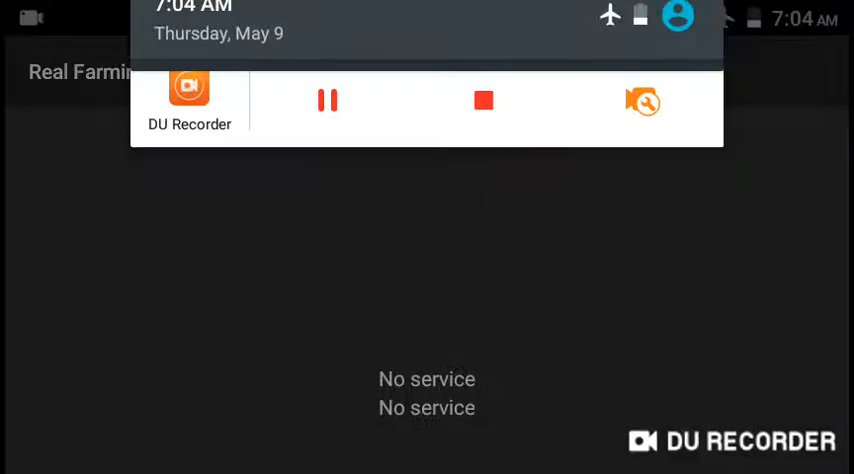 7:04 AM
Thursday, May 9
7:04 AM
Real Farmin
DU Recorder
No service
No service
DU RECORDER